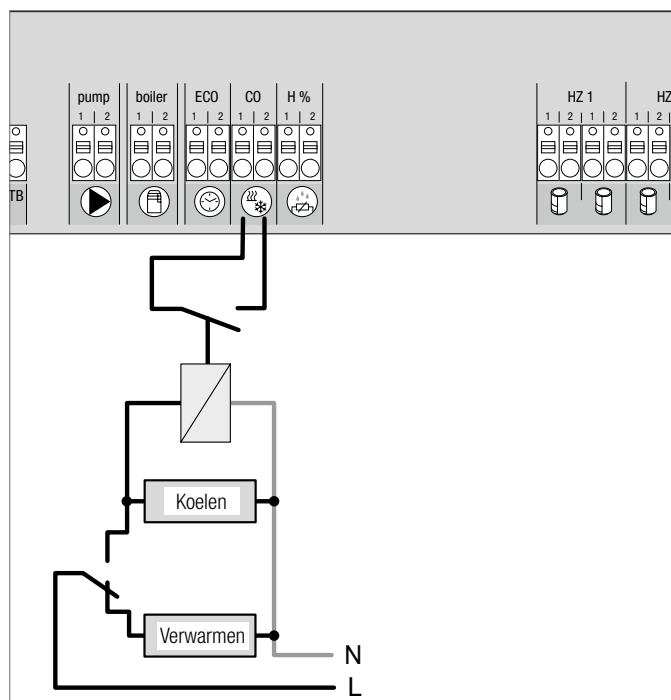 pump boiler ECO CO H % HZ 1 HZ
1 2 1 2 1 2 1 2 1 2 1 2 1 2 1
TB
Koelen
Verwarmen
N
L